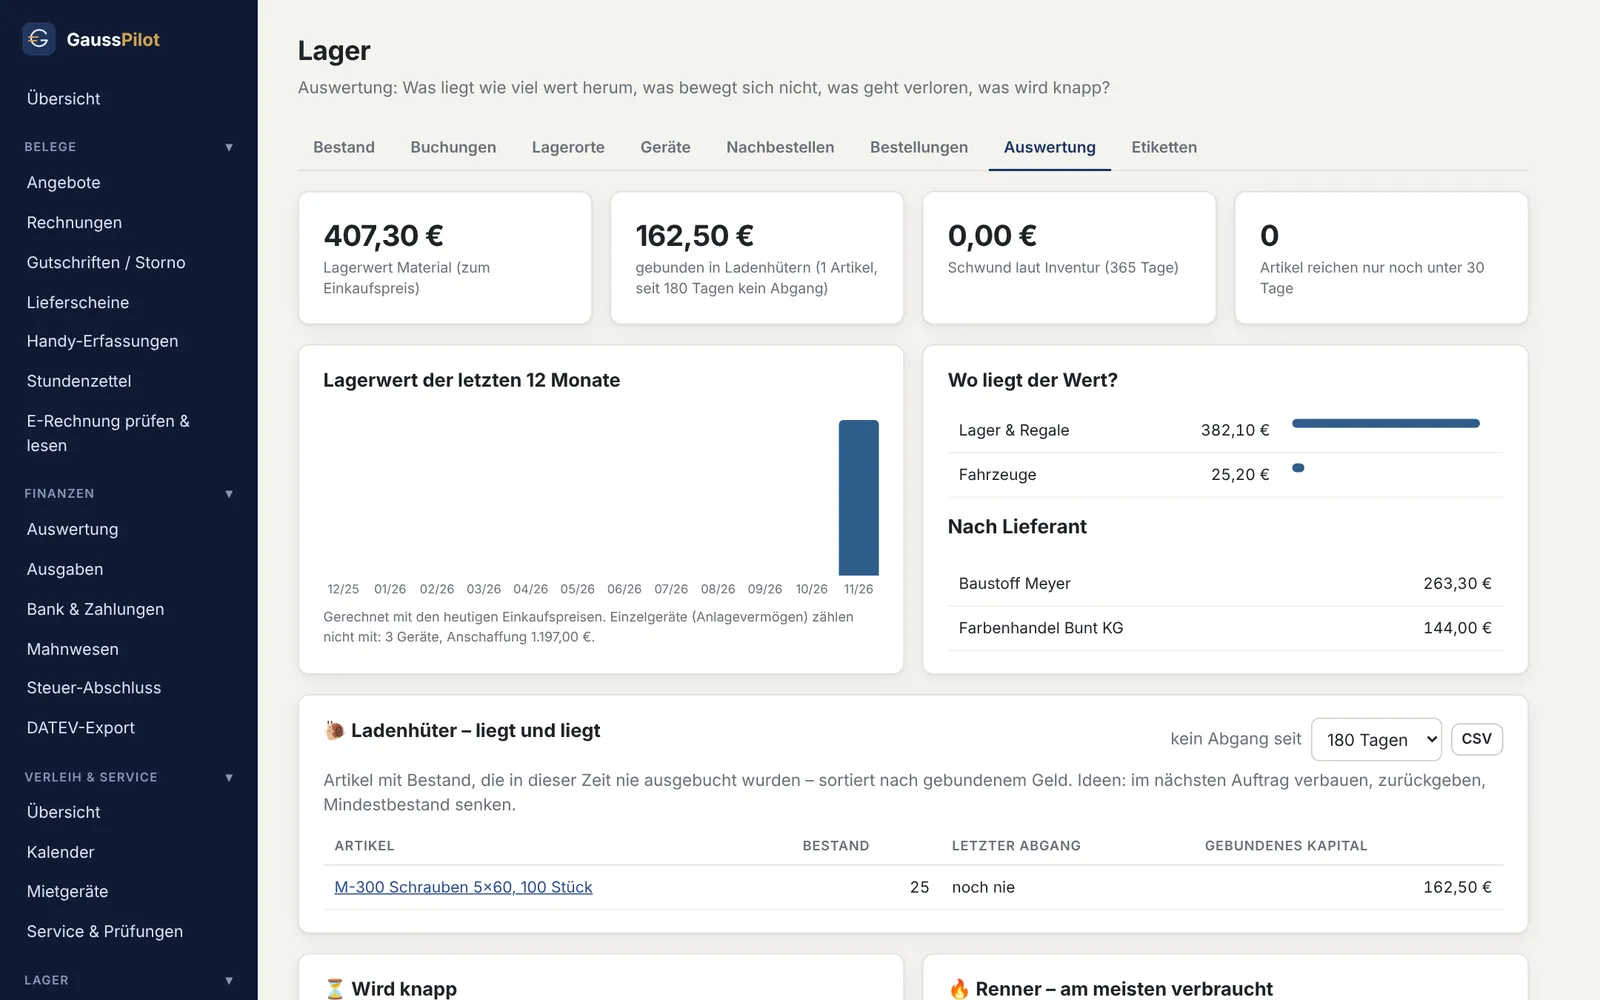 GaussPilot
Übersicht
BELEGE
Angebote
Rechnungen
Gutschriften / Storno
Lieferscheine
Handy-Erfassungen
Stundenzettel
E-Rechnung prüfen &
lesen
FINANZEN
Auswertung
Ausgaben
Bank & Zahlungen
Mahnwesen
Steuer-Abschluss
DATEV-Export
VERLEIH & SERVICE
Übersicht
Kalender
Mietgeräte
Service & Prüfungen
LAGER
Lager
Auswertung: Was liegt wie viel wert herum, was bewegt sich nicht, was geht verloren, was wird knapp?
Bestand Buchungen Lagerorte Geräte Nachbestellen Bestellungen Auswertung Etiketten
407,30 €
Lagerwert Material (zum
Einkaufspreis)
162,50 €
gebunden in Ladenhütern (1 Artikel,
seit 180 Tagen kein Abgang)
0,00 €
Schwund laut Inventur (365 Tage)
0
Artikel reichen nur noch unter 30
Tage
Lagerwert der letzten 12 Monate
12/25 01/26 02/26 03/26 04/26 05/26 06/26 07/26 08/26 09/26 10/26 11/26
Gerechnet mit den heutigen Einkaufspreisen. Einzelgeräte (Anlagevermögen) zählen
nicht mit: 3 Geräte, Anschaffung 1.197,00 €.
Wo liegt der Wert?
Lager & Regale 382,10 €
Fahrzeuge 25,20 €
Nach Lieferant
Baustoff Meyer 263,30 €
Farbenhandel Bunt KG 144,00 €
🐌 Ladenhüter – liegt und liegt
kein Abgang seit 180 Tagen CSV
Artikel mit Bestand, die in dieser Zeit nie ausgebucht wurden – sortiert nach gebundenem Geld. Ideen: im nächsten Auftrag verbauen, zurückgeben,
Mindestbestand senken.
ARTIKEL BESTAND LETZTER ABGANG GEBUNDENES KAPITAL
M-300 Schrauben 5×60, 100 Stück 25 noch nie 162,50 €
⏳ Wird knapp
🔥 Renner – am meisten verbraucht